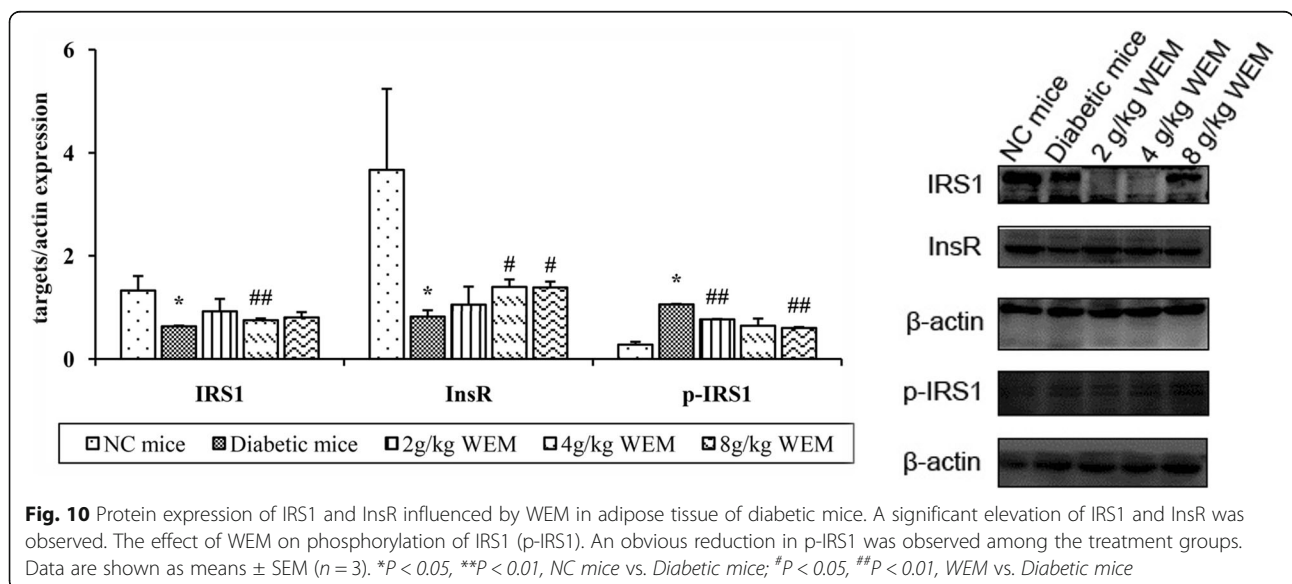 6
4
2
0
targets/actin expression
*
##
*
#
#
*
##
##
IRS1
InsR
p-IRS1
NC mice
Diabetic mice
2g/kg WEM
4g/kg WEM
8g/kg WEM
NC mice
Diabetic mice
2 g/kg WEM
4 g/kg WEM
8 g/kg WEM
IRS1
InsR
β-actin
p-IRS1
β-actin
Fig. 10 Protein expression of IRS1 and InsR influenced by WEM in adipose tissue of diabetic mice. A significant elevation of IRS1 and InsR was
observed. The effect of WEM on phosphorylation of IRS1 (p-IRS1). An obvious reduction in p-IRS1 was observed among the treatment groups.
Data are shown as means ± SEM (n = 3). *P < 0.05, **P < 0.01, NC mice vs. Diabetic mice; #P < 0.05, ##P < 0.01, WEM vs. Diabetic mice